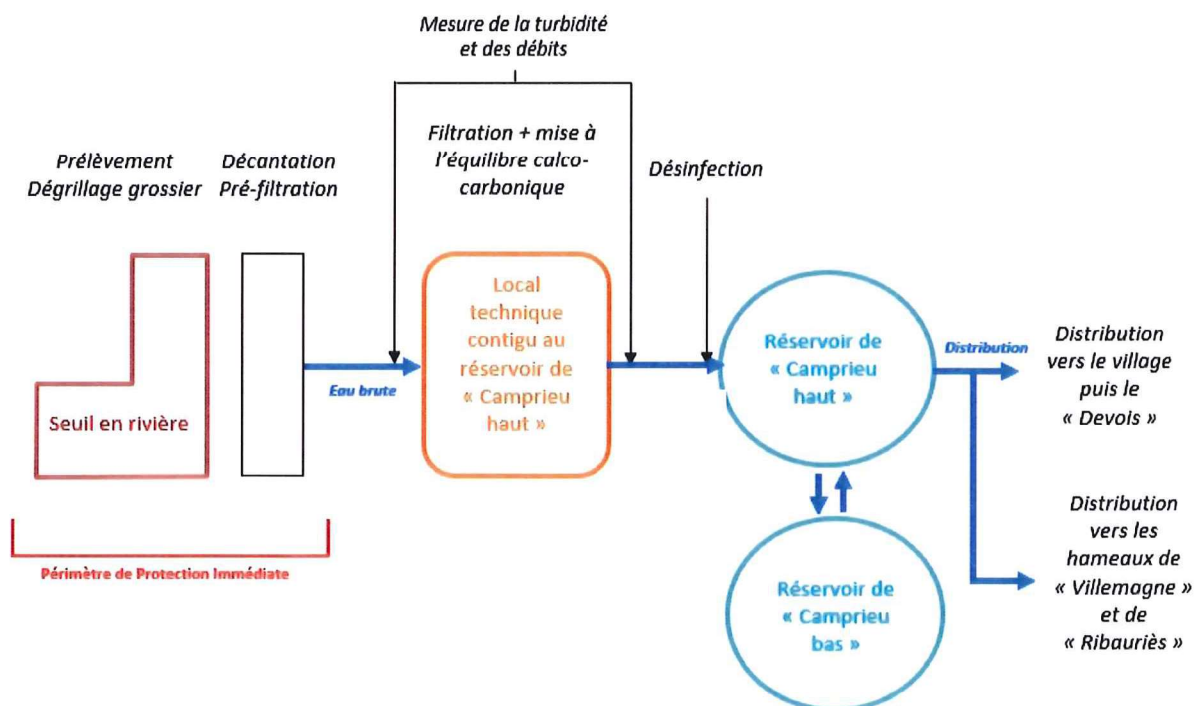 Mesure de la turbidité
et des débits
Prélèvement
Dégrillage grossier
Décantation
Pré-filtration
Filtration + mise à
l'équilibre calco-
carbonique
Désinfection
Seuil en rivière
Eau brute
Local
technique
contigu au
réservoir de
« Camprieu
haut »
Réservoir de
« Camprieu
haut »
Distribution
Distribution
vers le village
puis le
« Devois »
Périmètre de Protection Immédiate
Réservoir de
« Camprieu
bas »
Distribution
vers les
hameaux de
« Villemagne »
et de
« Ribauriès »